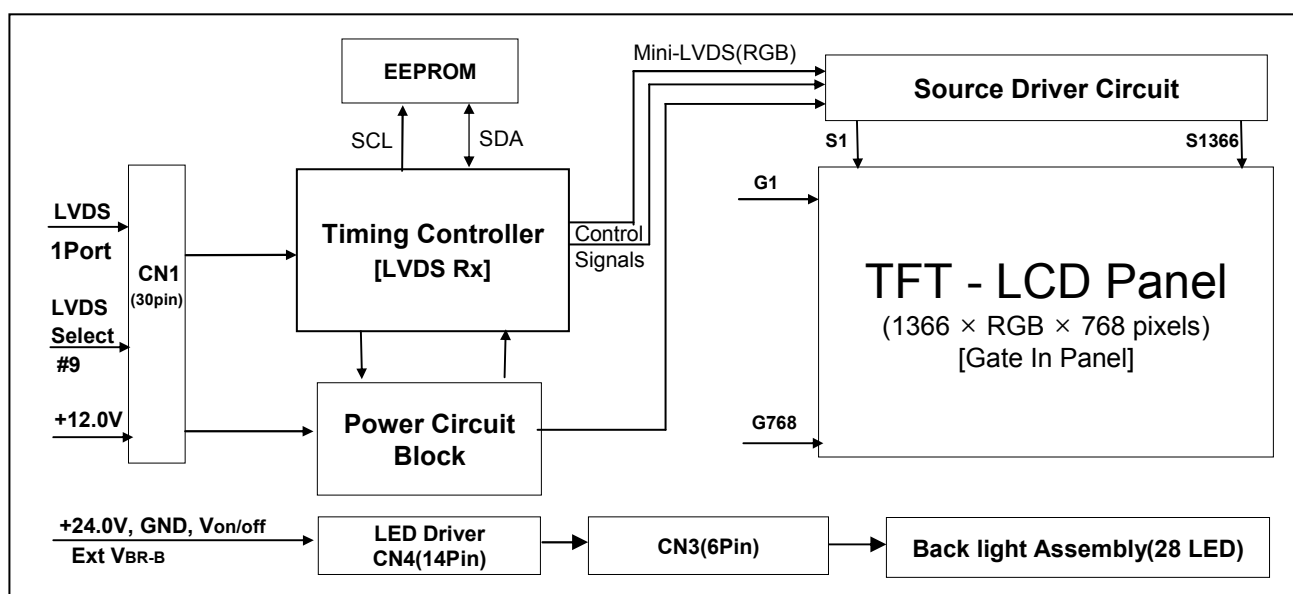 Mini-LVDS(RGB)
EEPROM
Source Driver Circuit
SCL
SDA
S1
S1366
G1
LVDS
1Port
CN1
(30pin)
Timing Controller
[LVDS Rx]
Control
Signals
TFT - LCD Panel
(1366 × RGB × 768 pixels)
[Gate In Panel]
LVDS
Select
#9
+12.0V
Power Circuit
Block
G768
+24.0V, GND, Von/off
Ext VBR-B
LED Driver
CN4(14Pin)
CN3(6Pin)
Back light Assembly(28 LED)